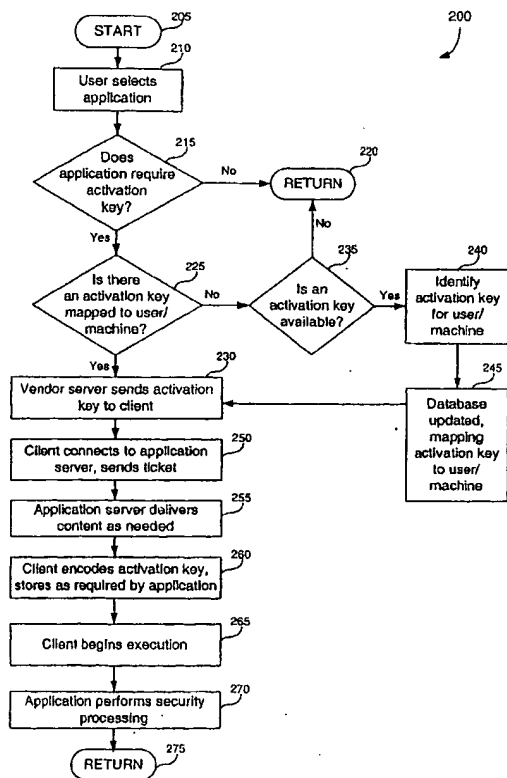 205
START
200
210
User selects
application
215
Does
application require
activation
key?
No
220
RETURN
Yes
No
225
Is there
an activation key
mapped to user/
machine?
No
235
Is an
activation key
available?
Yes
240
Identify
activation key
for user/
machine
Yes
230
Vendor server sends activation
key to client
245
Database
updated,
mapping
activation key
to user/
machine
250
Client connects to application
server, sends ticket
255
Application server delivers
content as needed
260
Client encodes activation key,
stores as required by application
265
Client begins execution
270
Application performs security
processing
275
RETURN